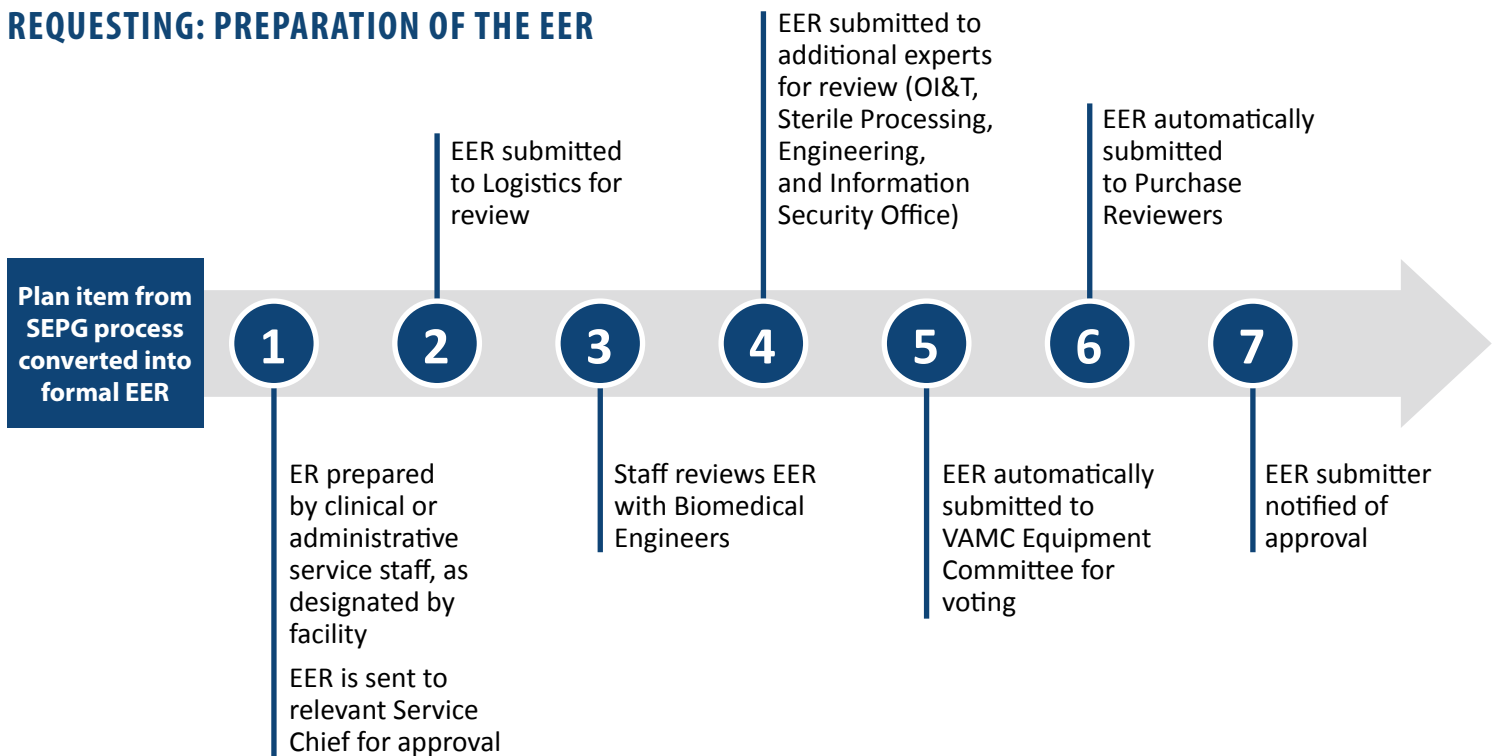 REQUESTING: PREPARATION OF THE EER
Plan item from
SEPG process
converted into
formal EER
1
ER prepared
by clinical or
administrative
service staff, as
designated by
facility
EER is sent to
relevant Service
Chief for approval
2
EER submitted
to Logistics for
review
3
Staff reviews EER
with Biomedical
Engineers
4
EER submitted to
additional experts
for review (OI&T,
Sterile Processing,
Engineering,
and Information
Security Office)
5
EER automatically
submitted to
VAMC Equipment
Committee for
voting
6
EER automatically
submitted
to Purchase
Reviewers
7
EER submitter
notified of
approval